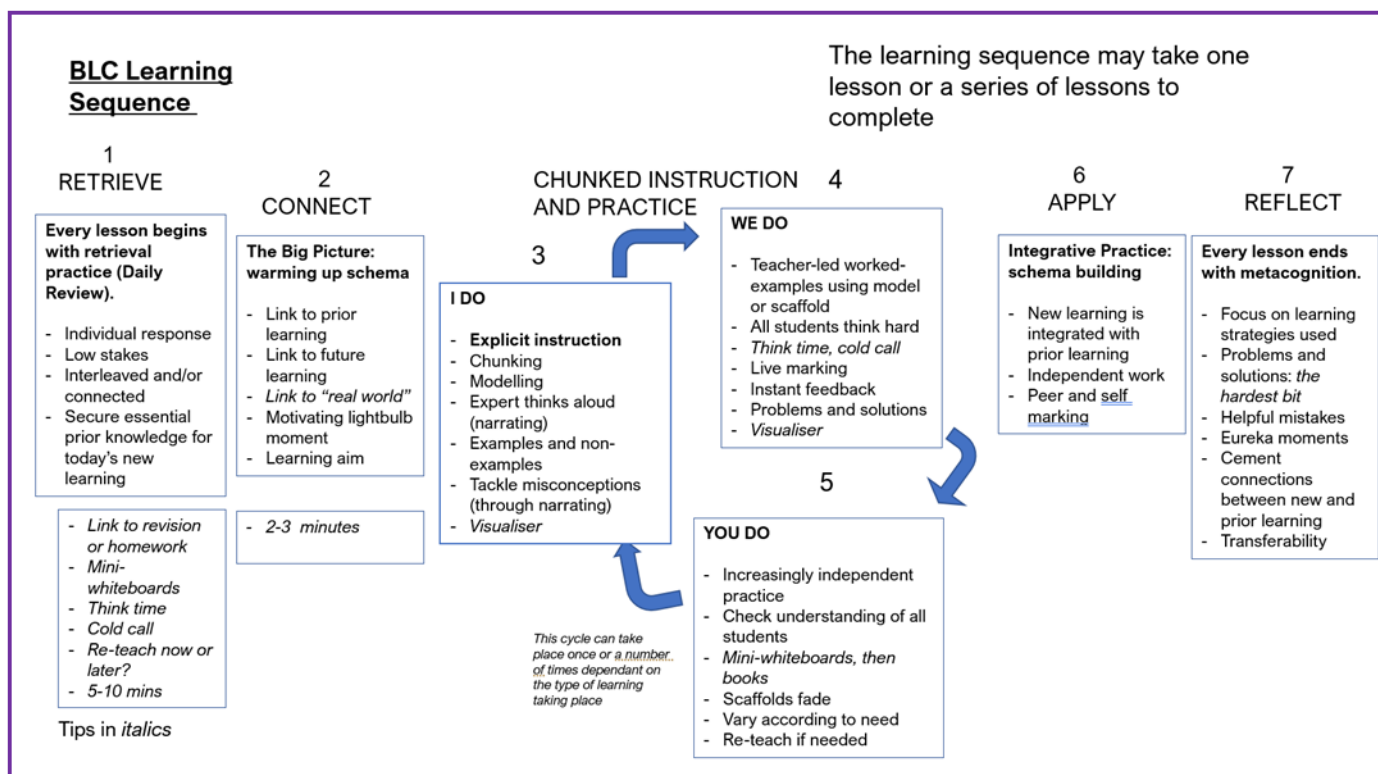 BLC Learning
Sequence
The learning sequence may take one
lesson or a series of lessons to
complete
1
RETRIEVE
Every lesson begins
with retrieval
practice (Daily
Review).
- Individual response
- Low stakes
- Interleaved and/or
connected
- Secure essential
prior knowledge for
today's new
learning
- Link to revision
or homework
- Mini-
whiteboards
- Think time
- Cold call
- Re-teach now or
later?
- 5-10 mins
Tips in italics
2
CONNECT
The Big Picture:
warming up schema
- Link to prior
learning
- Link to future
learning
- Link to "real world"
- Motivating lightbulb
moment
- Learning aim
- 2-3 minutes
CHUNKED INSTRUCTION
AND PRACTICE
3
I DO
- Explicit instruction
- Chunking
- Modelling
- Expert thinks aloud
(narrating)
- Examples and non-
examples
- Tackle misconceptions
(through narrating)
- Visualiser
4
WE DO
- Teacher-led worked-
examples using model
or scaffold
- All students think hard
- Think time, cold call
- Live marking
- Instant feedback
- Problems and solutions
- Visualiser
5
YOU DO
- Increasingly independent
practice
- Check understanding of all
students
- Mini-whiteboards, then
books
- Scaffolds fade
- Vary according to need
- Re-teach if needed
This cycle can take
place once or a number
of times dependant on
the type of learning
taking place
6
APPLY
Integrative Practice:
schema building
- New learning is
integrated with
prior learning
- Independent work
- Peer and self
marking
7
REFLECT
Every lesson ends
with metacognition.
- Focus on learning
strategies used
- Problems and
solutions: the
hardest bit
- Helpful mistakes
- Eureka moments
- Cement
connections
between new and
prior learning
- Transferability